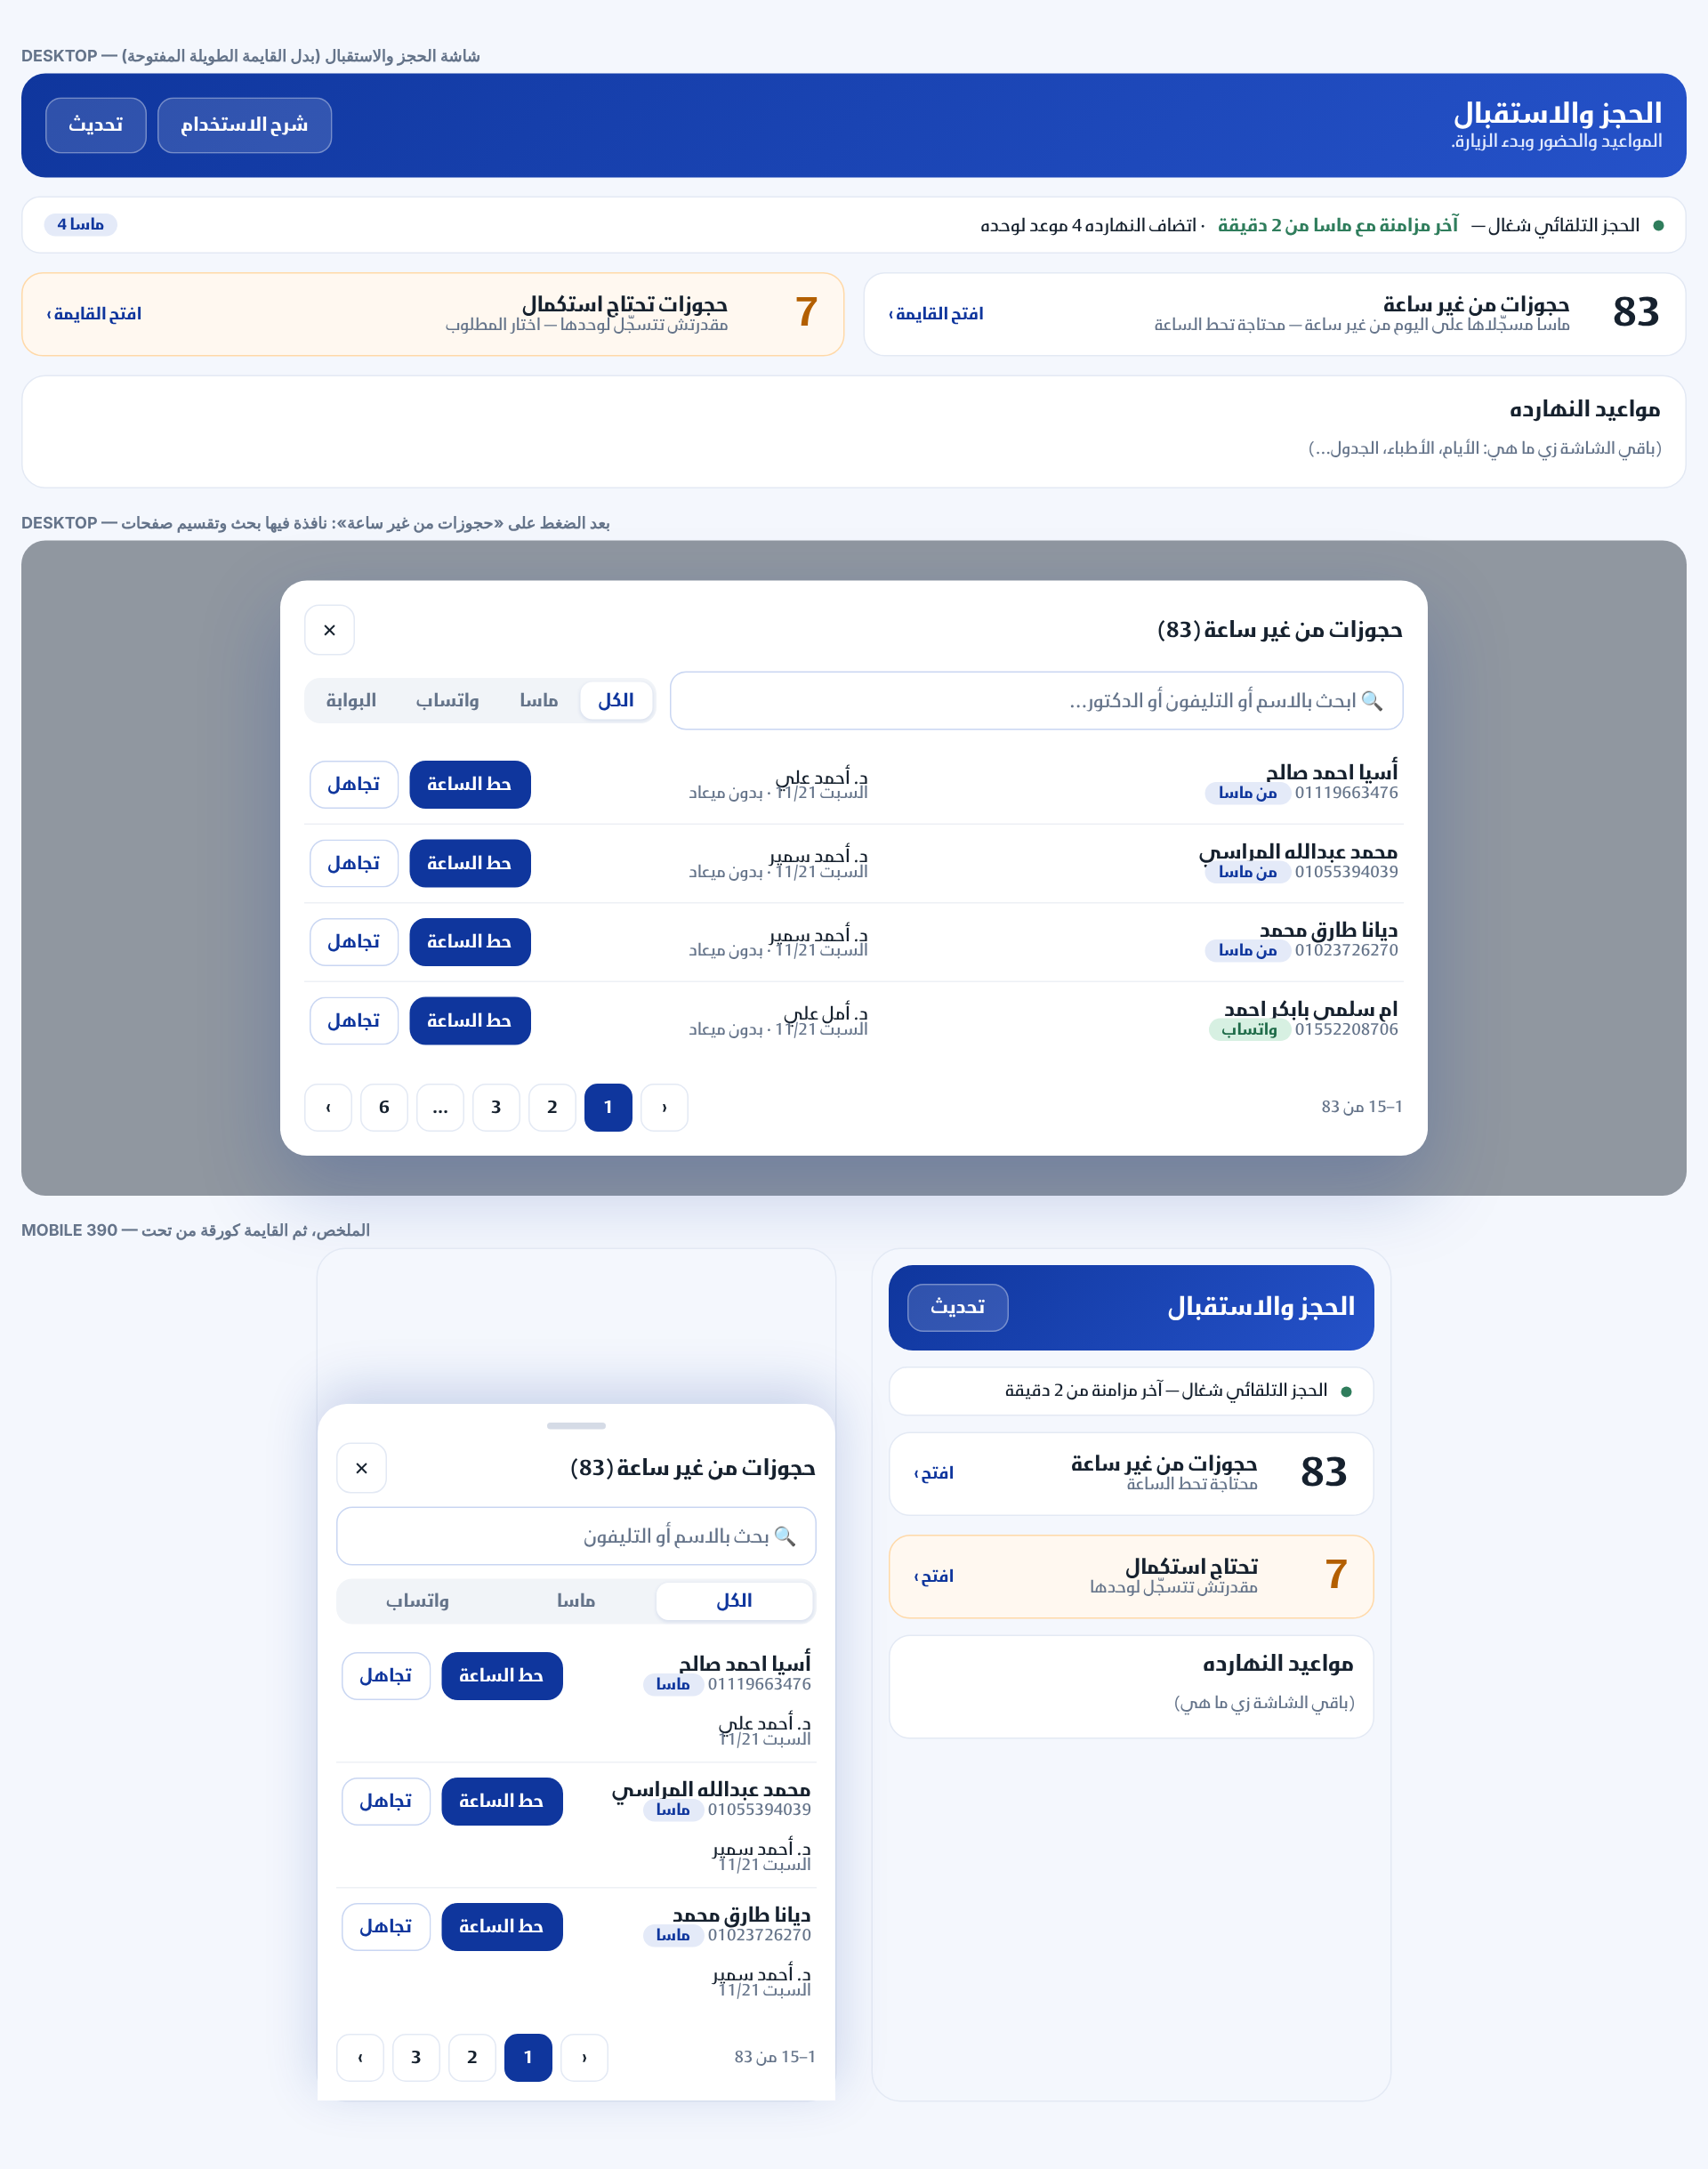 DESKTOP — شاشة الحجز والاستقبال (بدل القايمة الطويلة المفتوحة)
الحجز والاستقبال
المواعيد والحضور وبدء الزيارة.
شرح الاستخدام
تحديث
الحجز التلقائي شغال — آخر مزامنة مع ماسا من 2 دقيقة · اتضاف النهارده 4 موعد لوحده
ماسا 4
83
حجوزات من غير ساعة
ماسا مسجّلاها على اليوم من غير ساعة — محتاجة تحط الساعة
افتح القايمة ‹
7
حجوزات تحتاج استكمال
مقدرتش تتسجّل لوحدها — اختار المطلوب
افتح القايمة ‹
مواعيد النهارده
(باقي الشاشة زي ما هي: الأيام، الأطباء، الجدول...)
DESKTOP — بعد الضغط على «حجوزات من غير ساعة»: نافذة فيها بحث وتقسيم صفحات
حجوزات من غير ساعة (83)
×
🔍 ابحث بالاسم أو التليفون أو الدكتور...
الكل
ماسا
واتساب
البوابة
أسيا احمد صالح
01119663476 من ماسا
د. أحمد علي
السبت 11/21 · بدون ميعاد
حط الساعة
تجاهل
محمد عبدالله المراسي
01055394039 من ماسا
د. أحمد سمير
السبت 11/21 · بدون ميعاد
حط الساعة
تجاهل
ديانا طارق محمد
01023726270 من ماسا
د. أحمد سمير
السبت 11/21 · بدون ميعاد
حط الساعة
تجاهل
ام سلمى بابكر احمد
01552208706 واتساب
د. أمل علي
السبت 11/21 · بدون ميعاد
حط الساعة
تجاهل
1–15 من 83
› 1 2 3 ... 6 ‹
MOBILE 390 — الملخص، ثم القايمة كورقة من تحت
الحجز والاستقبال
تحديث
الحجز التلقائي شغال — آخر مزامنة من 2 دقيقة
83
حجوزات من غير ساعة
محتاجة تحط الساعة
افتح ‹
7
تحتاج استكمال
مقدرتش تتسجّل لوحدها
افتح ‹
مواعيد النهارده
(باقي الشاشة زي ما هي)
حجوزات من غير ساعة (83)
×
🔍 بحث بالاسم أو التليفون
الكل
ماسا
واتساب
أسيا احمد صالح
01119663476 ماسا
حط الساعة
تجاهل
د. أحمد علي
السبت 11/21
محمد عبدالله المراسي
01055394039 ماسا
حط الساعة
تجاهل
د. أحمد سمير
السبت 11/21
ديانا طارق محمد
01023726270 ماسا
حط الساعة
تجاهل
د. أحمد سمير
السبت 11/21
1–15 من 83
› 1 2 3 ‹